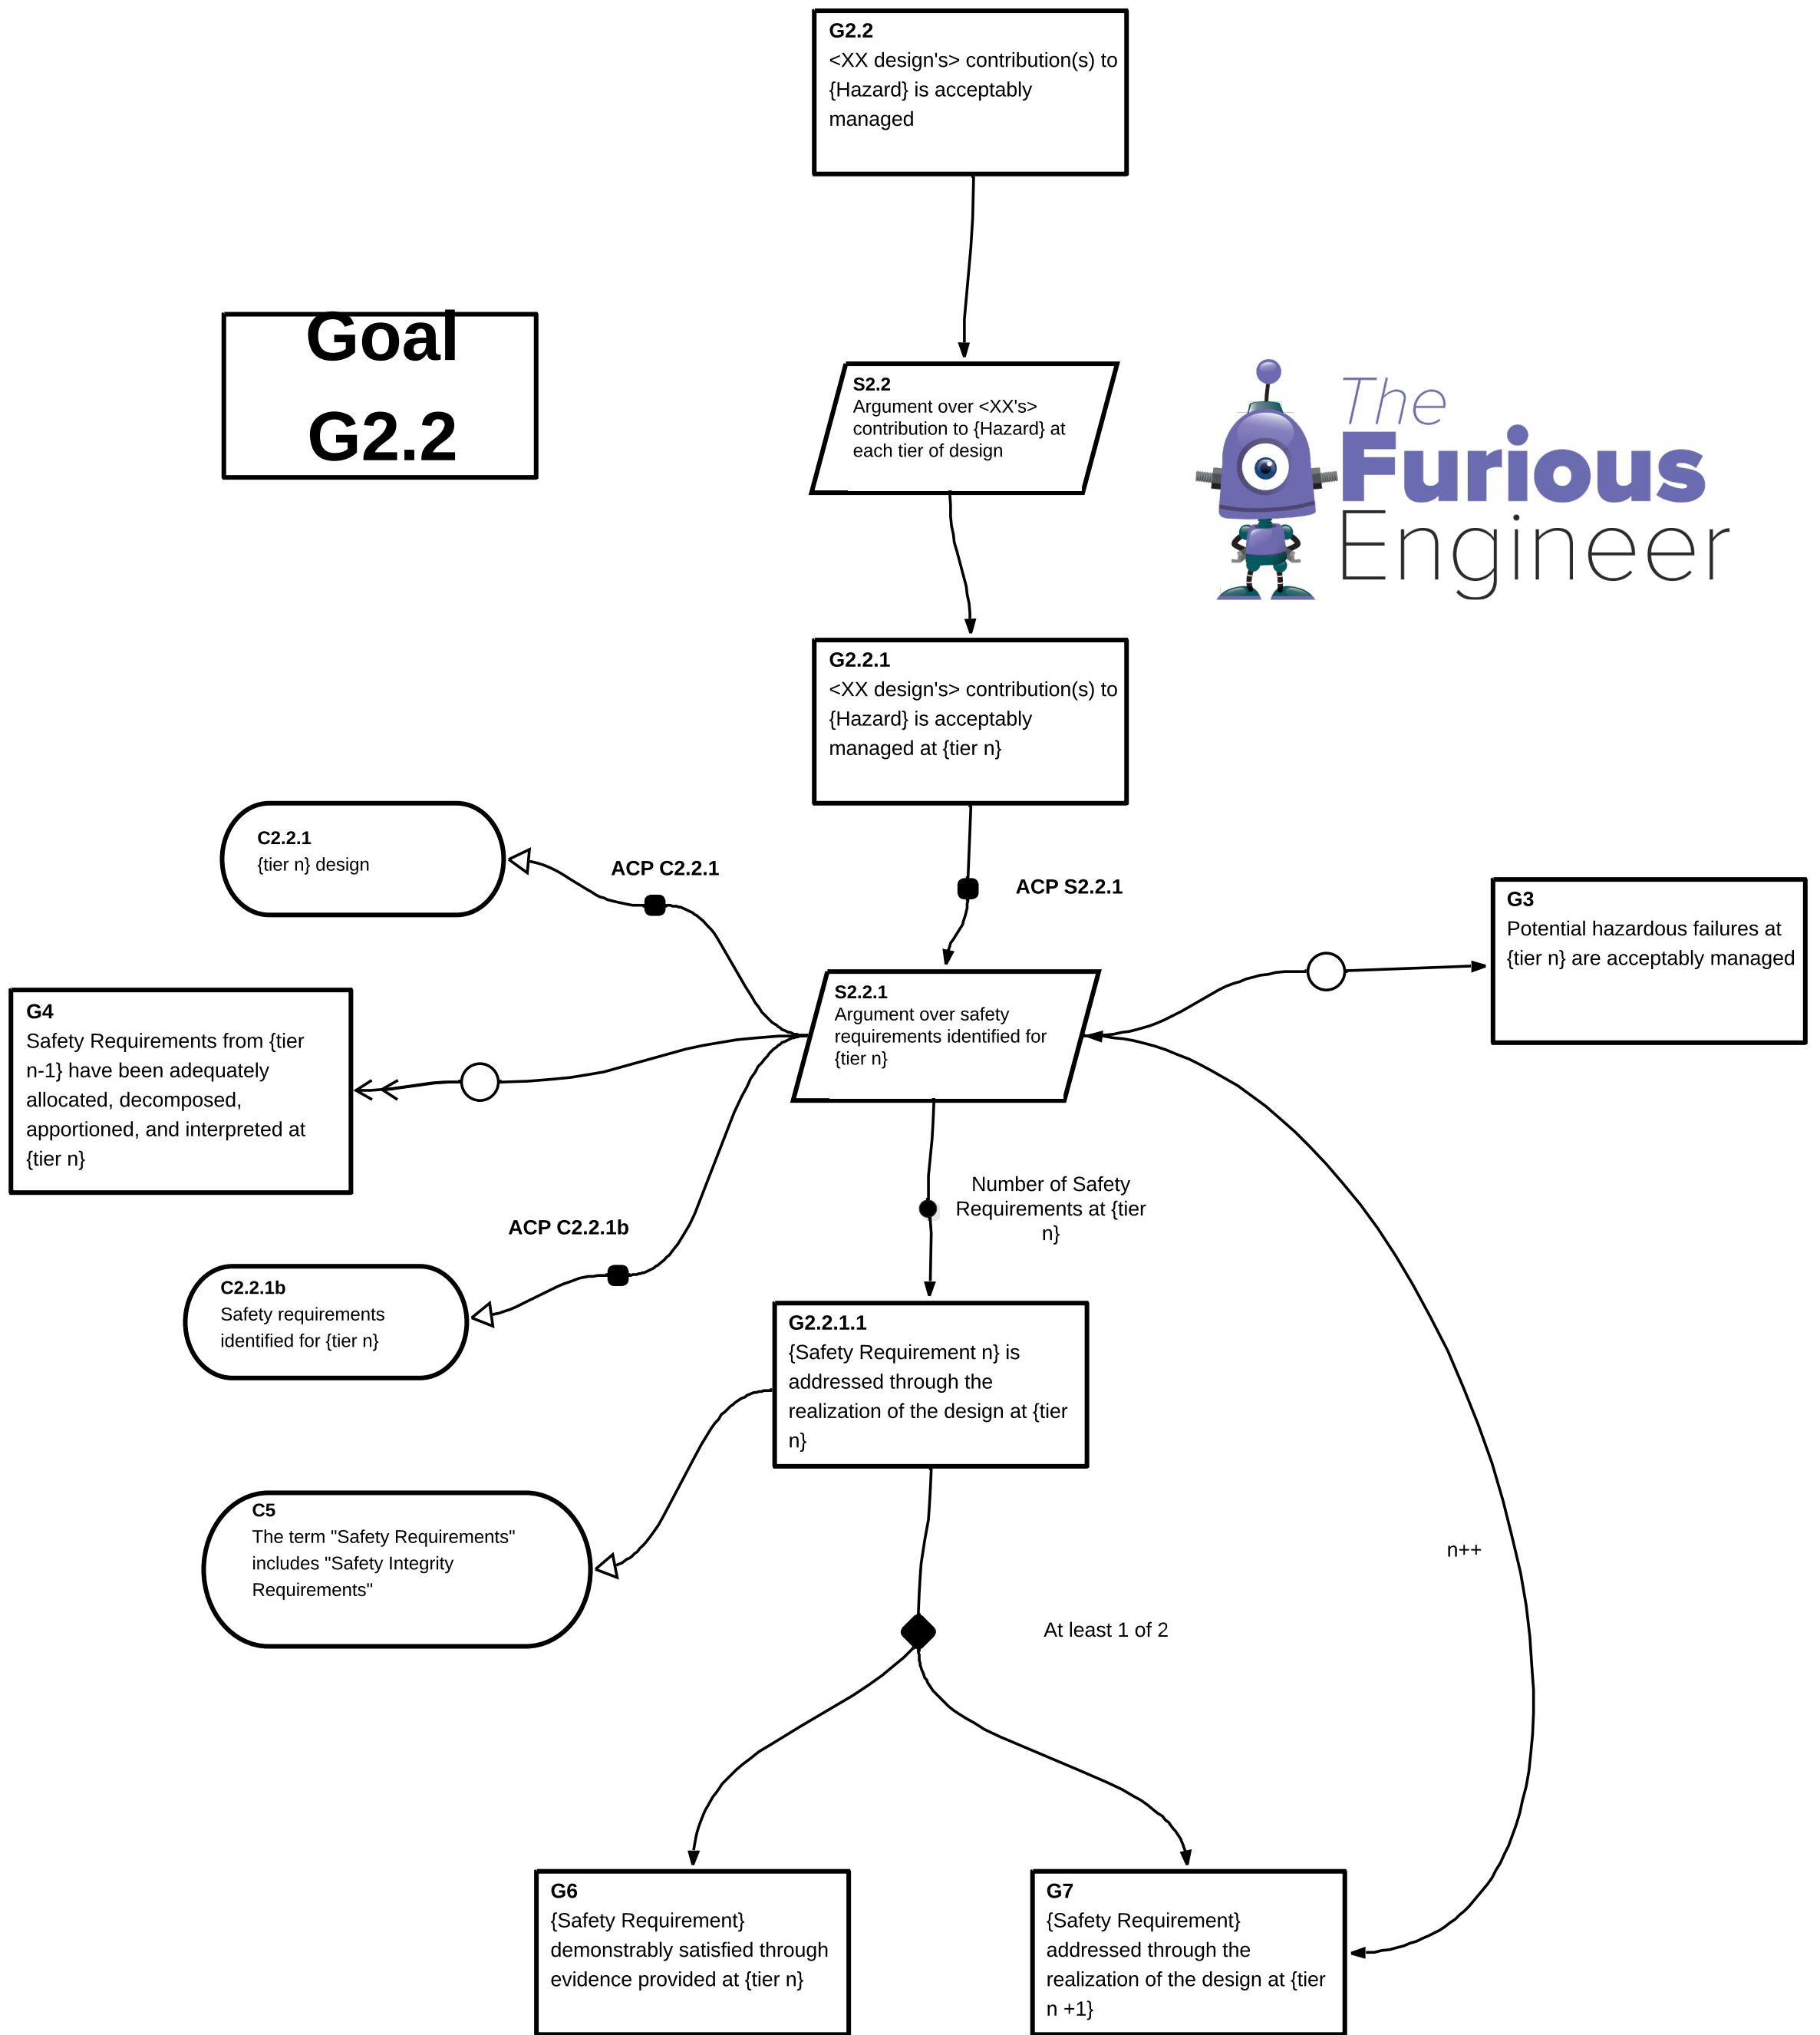 G2.2
<XX design's> contribution(s) to
{Hazard} is acceptably
managed
Goal
G2.2
S2.2
Argument over <XX's>
contribution to {Hazard} at
each tier of design
The
Furious
Engineer
G2.2.1
<XX design's> contribution(s) to
{Hazard} is acceptably
managed at {tier n}
C2.2.1
{tier n} design
ACP C2.2.1
ACP S2.2.1
G3
Potential hazardous failures at
{tier n} are acceptably managed
S2.2.1
Argument over safety
requirements identified for
{tier n}
G4
Safety Requirements from {tier
n-1} have been adequately
allocated, decomposed,
apportioned, and interpreted at
{tier n}
Number of Safety
Requirements at {tier
n}
ACP C2.2.1b
C2.2.1b
Safety requirements
identified for {tier n}
G2.2.1.1
{Safety Requirement n} is
addressed through the
realization of the design at {tier
n}
C5
The term "Safety Requirements"
includes "Safety Integrity
Requirements"
n++
At least 1 of 2
G6
{Safety Requirement}
demonstrably satisfied through
evidence provided at {tier n}
G7
{Safety Requirement}
addressed through the
realization of the design at {tier
n +1}